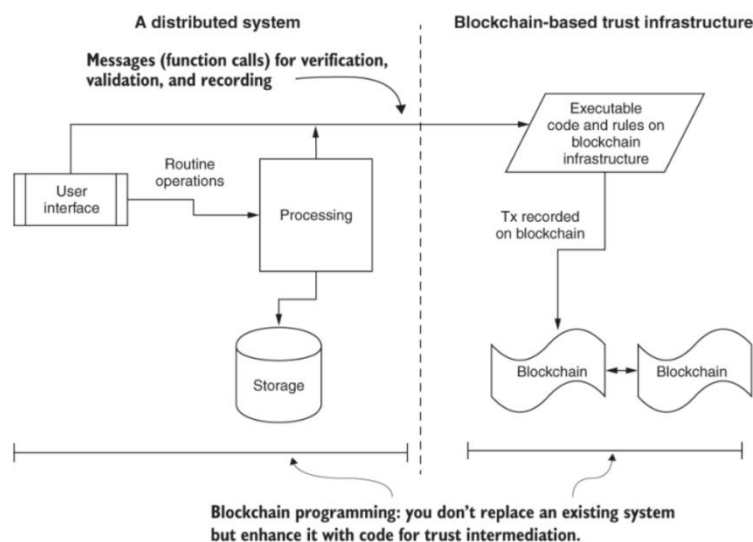 A distributed system
Blockchain-based trust infrastructure
Messages (function calls) for verification,
validation, and recording
Executable
code and rules on
blockchain
infrastructure
Routine
operations
User
interface
Processing
Tx recorded
on blockchain
Storage
Blockchain
Blockchain
Blockchain programming: you don’t replace an existing system
but enhance it with code for trust intermediation.